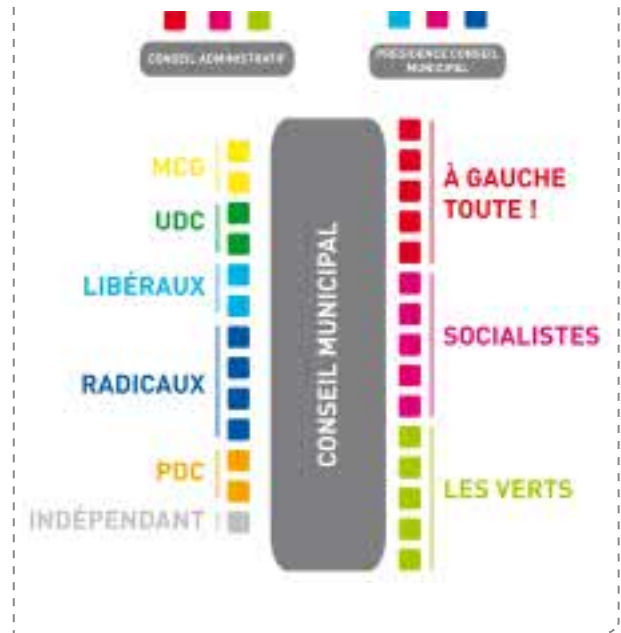 CONSEIL ADMINISTRATIF
PRÉSIDENCE CONSEIL
MUNICIPAL
MCG
UDC
LIBÉRAUX
RADICAUX
PDC
INDÉPENDANT
CONSEIL MUNICIPAL
À GAUCHE
TOUTE !
SOCIALISTES
LES VERTS